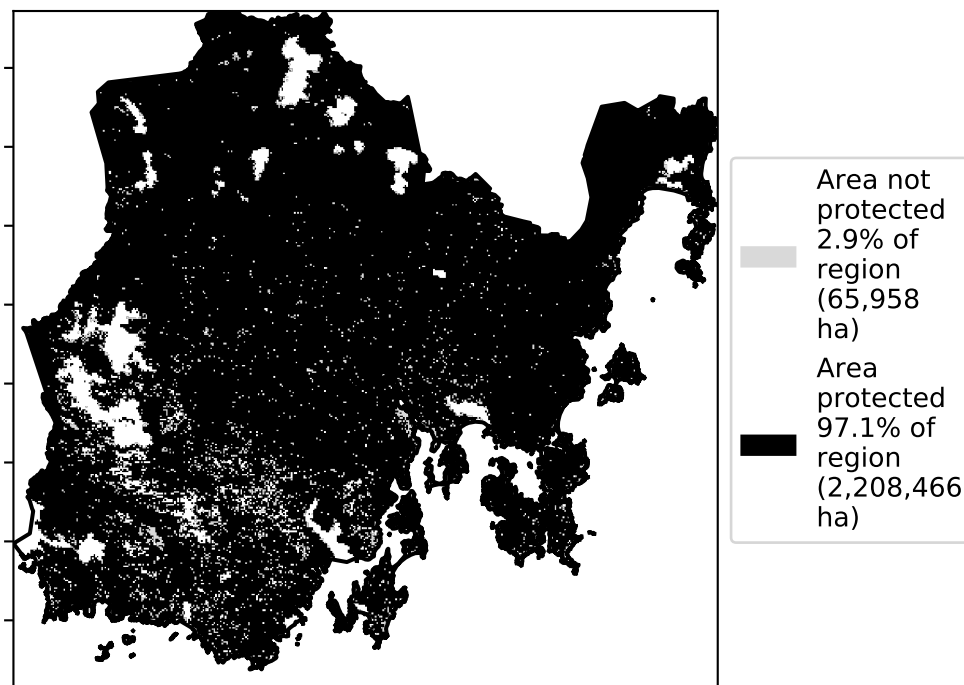 Area not
protected
2.9% of
region
(65,958
ha)
Area
protected
97.1% of
region
(2,208,466
ha)